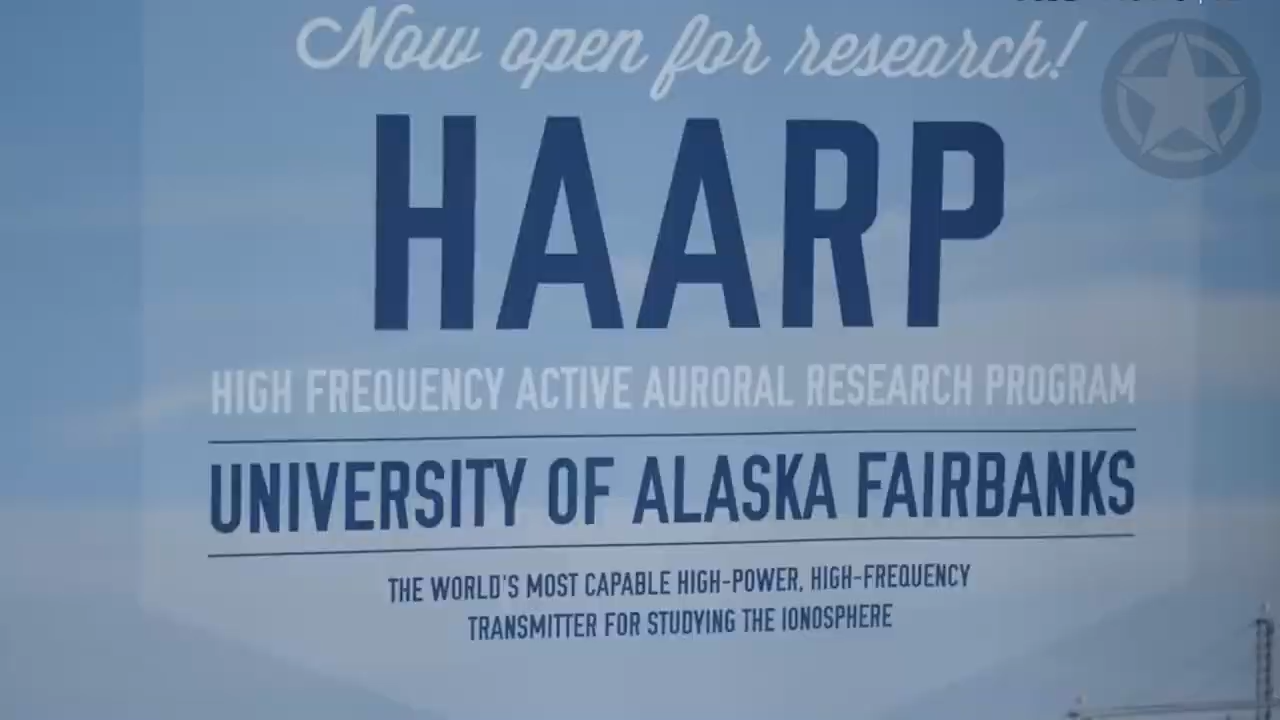 Now open for research!
HAARP
HIGH FREQUENCY ACTIVE AURORAL RESEARCH PROGRAM
UNIVERSITY OF ALASKA FAIRBANKS
THE WORLD'S MOST CAPABLE HIGH-POWER, HIGH-FREQUENCY
TRANSMITTER FOR STUDYING THE IONOSPHERE